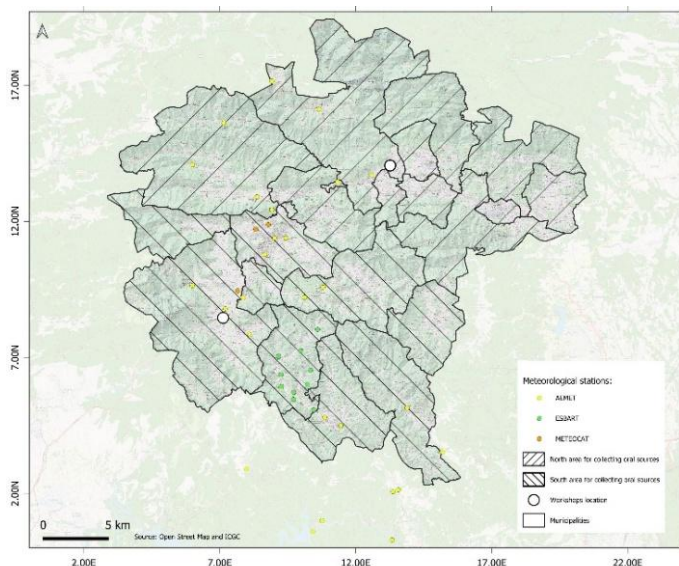 17.00N
12.00N
7.00N
2.00N
Meteorological stations:
AEMET
ESBART
METEOCAT
North area for collecting oral sources
South area for collecting oral sources
Workshops location
Municipalities
0 5 km
Source: Open Street Map and ICGC
2.00E 7.00E 12.00E 17.00E 22.00E